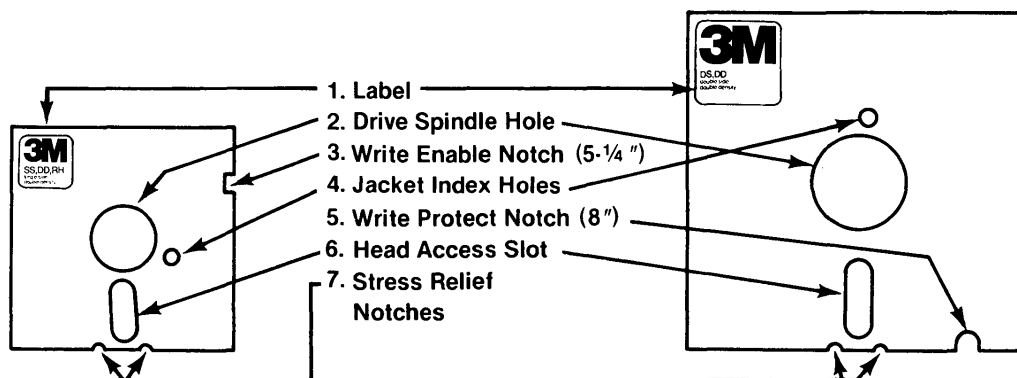 3M
DS,DD
double side
double density
1. Label
2. Drive Spindle Hole
3M
SS,DD,RH
double density
3. Write Enable Notch (5-¼ ")
4. Jacket Index Holes
5. Write Protect Notch (8")
6. Head Access Slot
7. Stress Relief
Notches